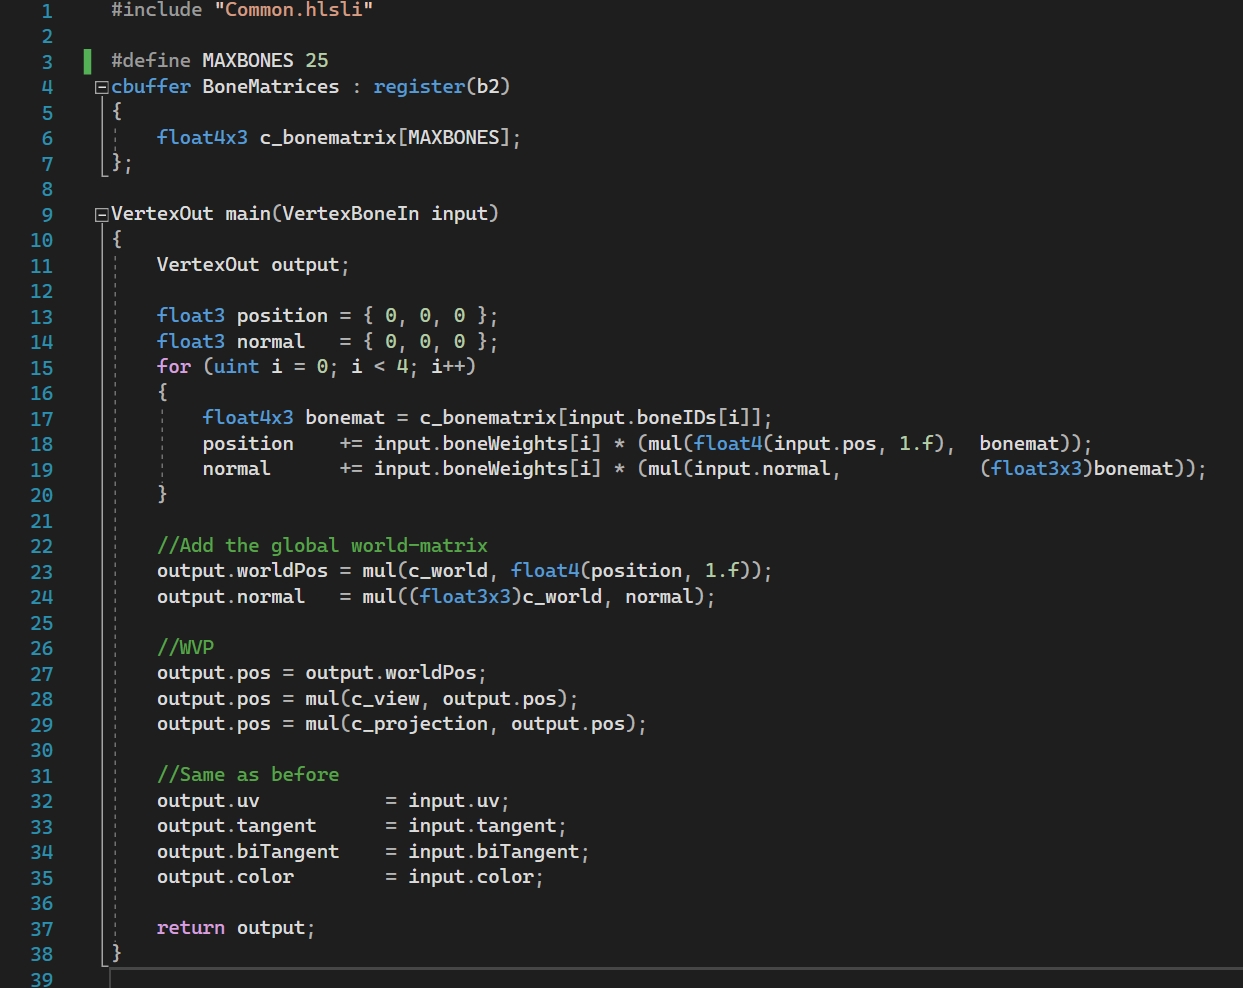 1 #include "Common.hlsli"
2
3 #define MAXBONES 25
4 cbuffer BoneMatrices : register(b2)
5 {
6     float4x3 c_bonematrix[MAXBONES];
7 };
8
9 VertexOut main(VertexBoneIn input)
10 {
11     VertexOut output;
12
13     float3 position = { 0, 0, 0 };
14     float3 normal   = { 0, 0, 0 };
15     for (uint i = 0; i < 4; i++)
16     {
17         float4x3 bonemat = c_bonematrix[input.boneIDs[i]];
18         position    += input.boneWeights[i] * (mul(float4(input.pos, 1.f),  bonemat));
19         normal      += input.boneWeights[i] * (mul(input.normal,            (float3x3)bonemat));
20     }
21
22     //Add the global world-matrix
23     output.worldPos = mul(c_world, float4(position, 1.f));
24     output.normal   = mul((float3x3)c_world, normal);
25
26     //WVP
27     output.pos = output.worldPos;
28     output.pos = mul(c_view, output.pos);
29     output.pos = mul(c_projection, output.pos);
30
31     //Same as before
32     output.uv           = input.uv;
33     output.tangent      = input.tangent;
34     output.biTangent    = input.biTangent;
35     output.color        = input.color;
36
37     return output;
38 }
39